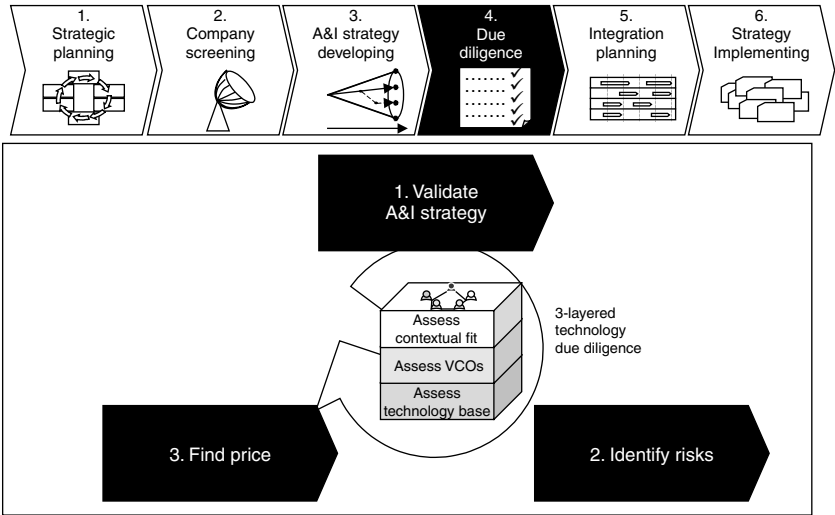 1.
Strategic
planning
2.
Company
screening
3.
A&I strategy
developing
4.
Due
diligence
5.
Integration
planning
6.
Strategy
Implementing
1. Validate
A&I strategy
Assess
contextual fit
Assess VCOs
Assess
technology base
3-layered
technology
due diligence
3. Find price
2. Identify risks